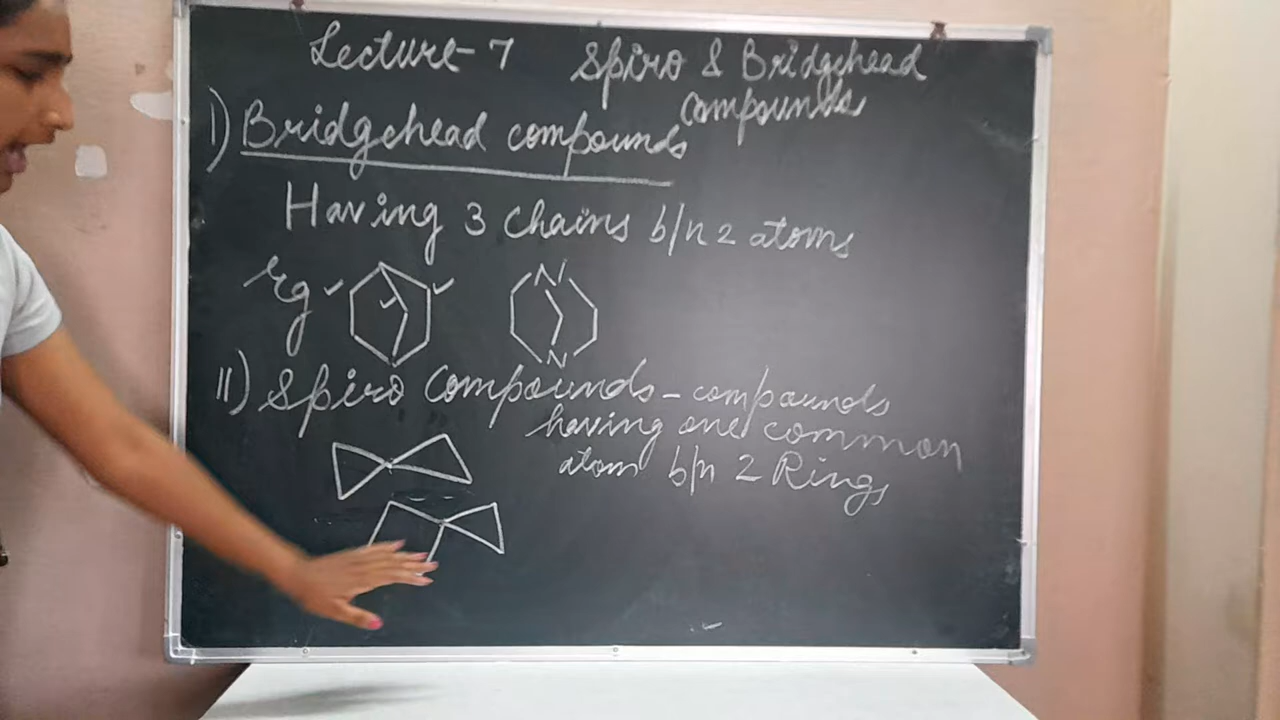 Lecture-7 Spiro & Bridgehead
compounds
I) Bridgehead compounds
Having 3 chains b/n 2 atoms
Eg
N
N
II) Spiro compounds - compounds
having one common
atom b/n 2 Rings